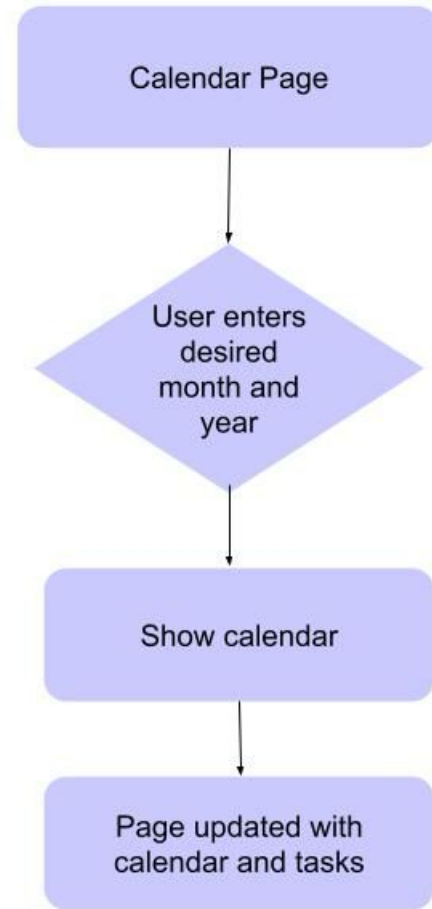 Calendar Page
User enters
desired
month and
year
Show calendar
Page updated with
calendar and tasks